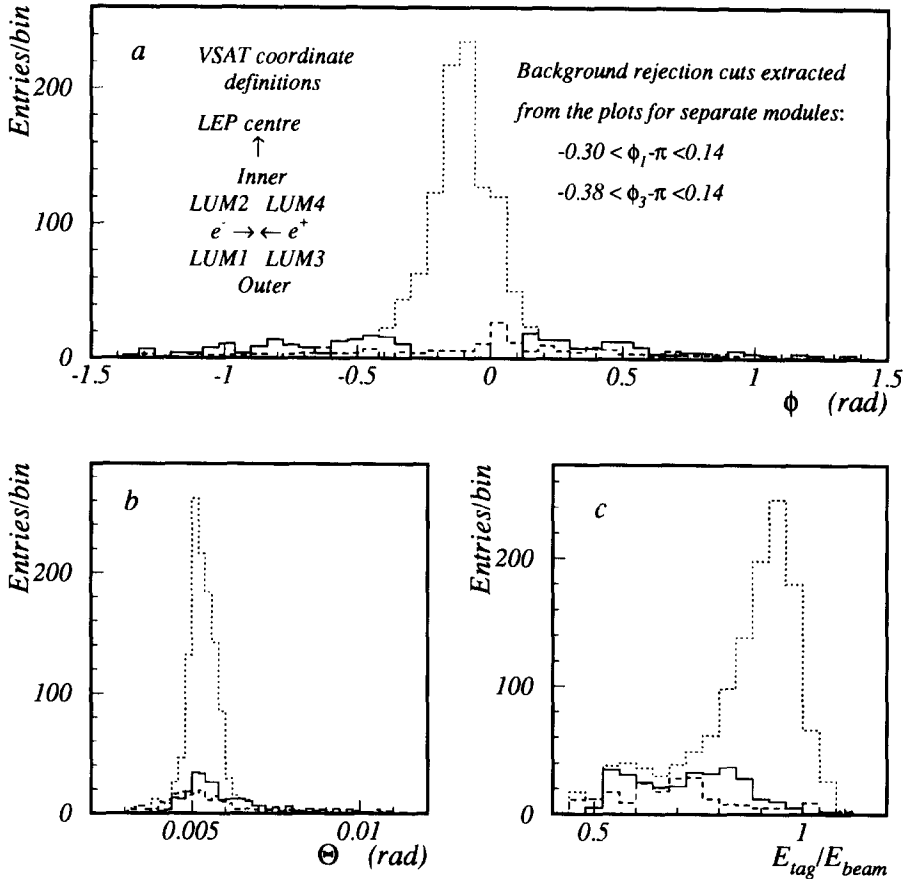 Entries/bin
a
VSAT coordinate
definitions
LEP centre
↑
Inner
LUM2 LUM4
e⁻ →← e⁺
LUM1 LUM3
Outer
Background rejection cuts extracted
from the plots for separate modules:
-0.30 < ϕ₁-π <0.14
-0.38 < ϕ₃-π <0.14
200
100
0
-1.5 -1 -0.5 0 0.5 1 1.5
ϕ (rad)
Entries/bin
b
200
100
0
0.005 0.01
Θ (rad)
Entries/bin
c
200
100
0
0.5 1
E_tag/E_beam